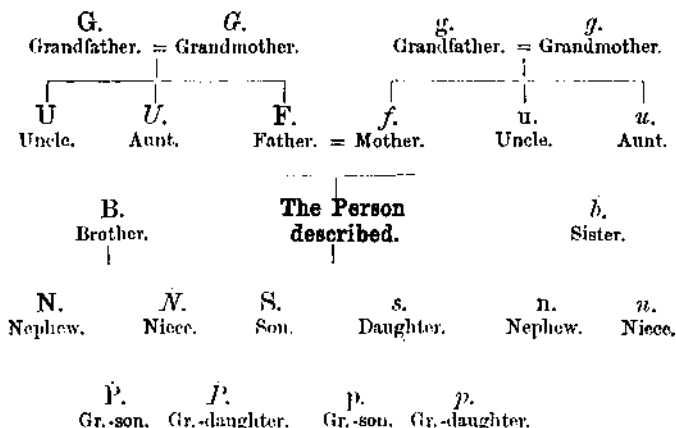 G. G. g. g.
Grandfather. = Grandmother. Grandfather. = Grandmother.
U U. F. f. u. u.
Uncle. Aunt. Father. = Mother. Uncle. Aunt.
B. The Person b.
Brother. described. Sister.
N. N. S. s. n. n.
Nephew. Niece. Son. Daughter. Nephew. Niece.
P. P. p. p.
Gr.-son. Gr.-daughter. Gr.-son. Gr.-daughter.